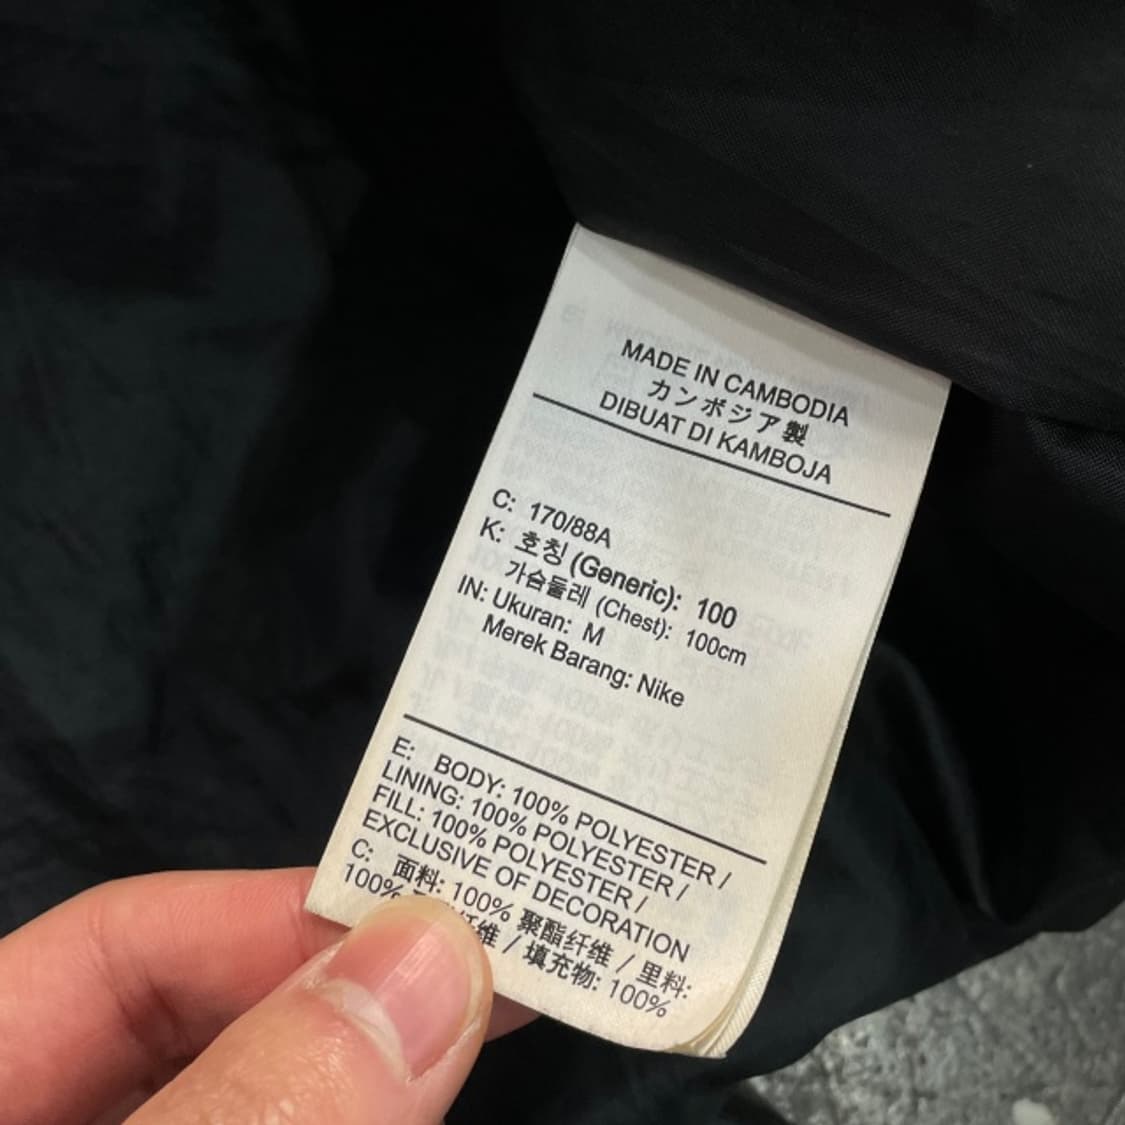 MADE IN CAMBODIA
カンボジア製
DIBUAT DI KAMBOJA
C: 170/88A
K: 호칭 (Generic): 100
가슴둘레 (Chest): 100cm
IN: Ukuran: M
Merek Barang: Nike
E: BODY: 100% POLYESTER /
LINING: 100% POLYESTER /
FILL: 100% POLYESTER /
EXCLUSIVE OF DECORATION
C: 面料: 100% 聚酯纤维 / 里料:
100% 纤维 / 填充物: 100%